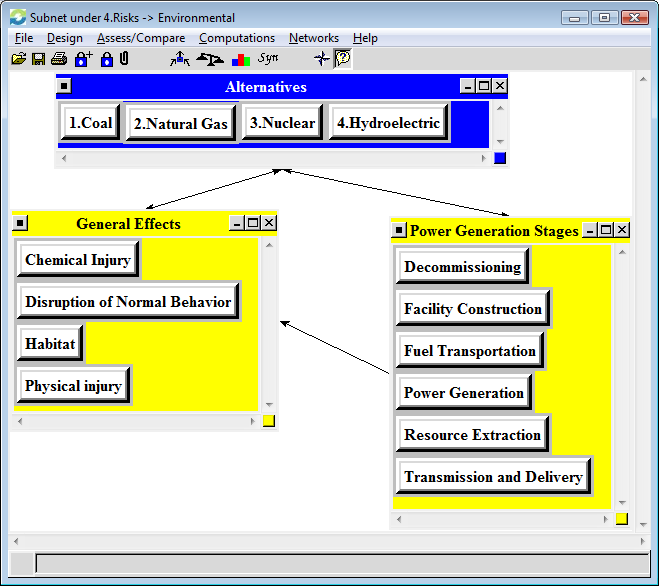 Subnet under 4.Risks -> Environmental
File Design Assess/Compare Computations Networks Help
Syn
Alternatives
1.Coal 2.Natural Gas 3.Nuclear 4.Hydroelectric
General Effects
Chemical Injury
Disruption of Normal Behavior
Habitat
Physical injury
Power Generation Stages
Decommissioning
Facility Construction
Fuel Transportation
Power Generation
Resource Extraction
Transmission and Delivery